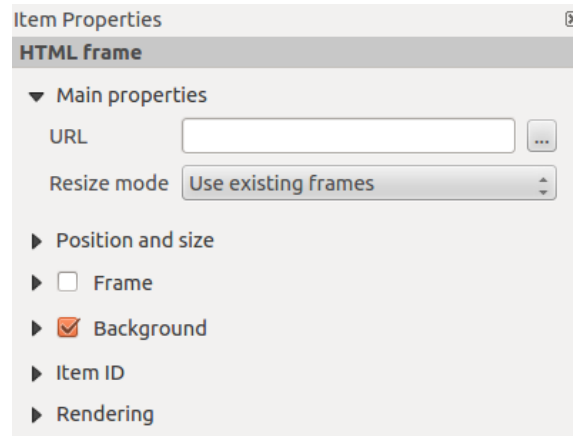 Item Properties
HTML frame
Main properties
URL
...
Resize mode Use existing frames
Position and size
Frame
Background
Item ID
Rendering